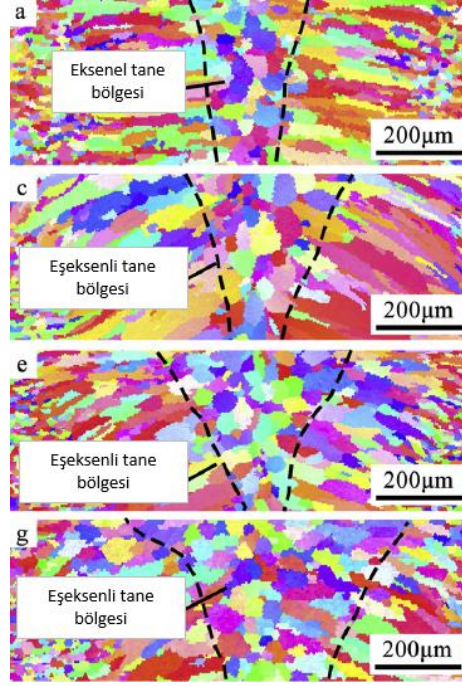 a
Eksenel tane
bölgesi
200μm
c
Eşeksenli tane
bölgesi
200μm
e
Eşeksenli tane
bölgesi
200μm
g
Eşeksenli tane
bölgesi
200μm